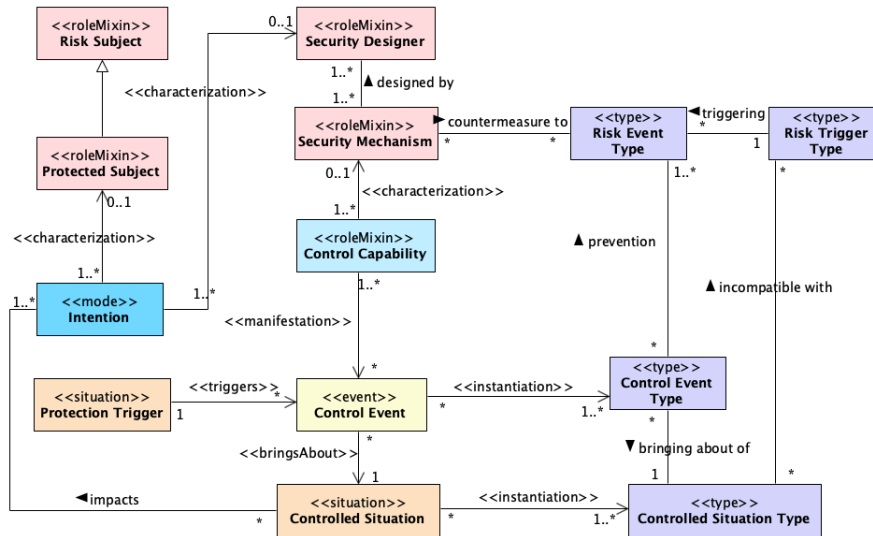 <<roleMixin>>
Risk Subject
0..1
<<roleMixin>>
Security Designer
<<characterization>>
1..*
▲ designed by
1..*
<<roleMixin>>
Protected Subject
<<roleMixin>>
Security Mechanism
► countermeasure to
*
*
<<type>>
Risk Event
Type
◄ triggering
*
1
<<type>>
Risk Trigger
Type
0..1
<<characterization>>
1..*
0..1
<<characterization>>
1..*
1..*
*
<<roleMixin>>
Control Capability
1..*
▲ prevention
▲ incompatible with
1..*
<<mode>>
Intention
1..*
<<manifestation>>
*
*
<<situation>>
Protection Trigger
<<triggers>>
1
*
<<event>>
Control Event
<<instantiation>>
*
1..*
<<type>>
Control Event
Type
*
<<bringsAbout>>
1
*
▼ bringing about of
1
*
◄ impacts
*
<<situation>>
Controlled Situation
<<instantiation>>
*
1..*
<<type>>
Controlled Situation Type